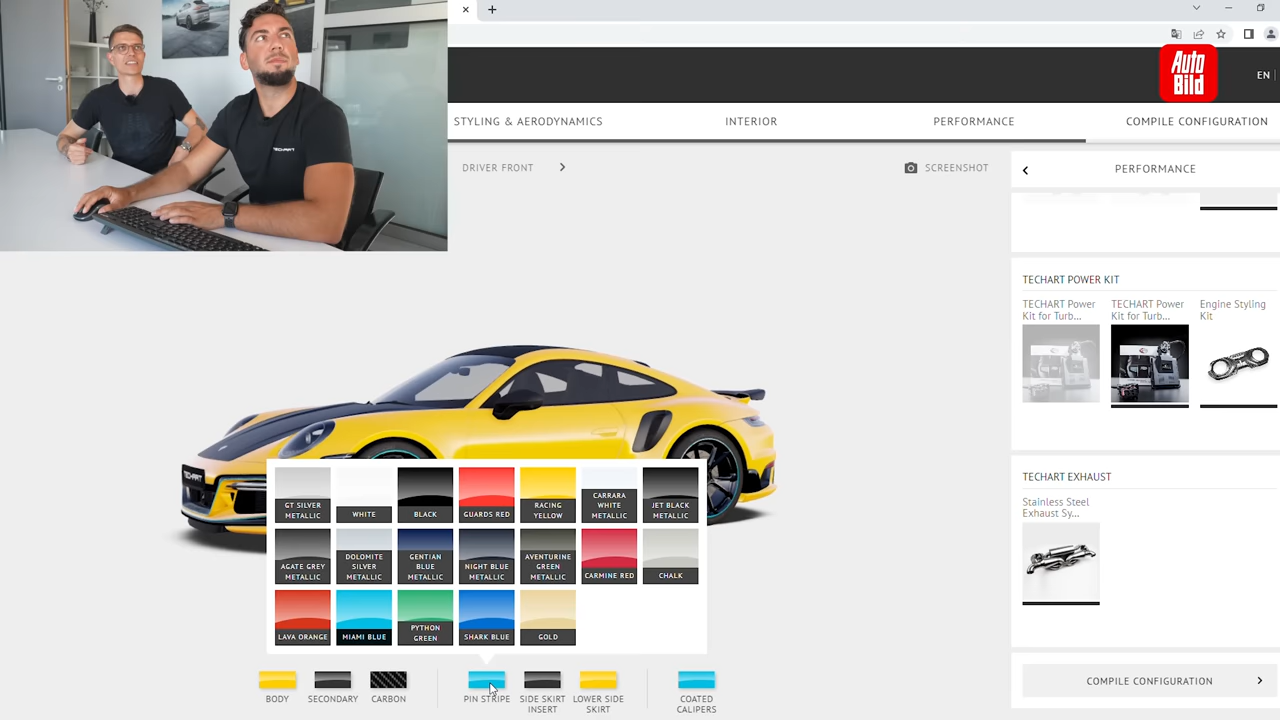 Auto
Bild
EN
STYLING & AERODYNAMICS
INTERIOR
PERFORMANCE
COMPILE CONFIGURATION
DRIVER FRONT
SCREENSHOT
PERFORMANCE
TECHART
TECHART POWER KIT
TECHART Power
Kit for Turb...
TECHART Power
Kit for Turb...
Engine Styling
Kit
TECHART EXHAUST
Stainless Steel
Exhaust Sy...
COMPILE CONFIGURATION
TECHART
GT SILVER
METALLIC
WHITE
BLACK
GUARDS RED
RACING
YELLOW
CARRARA
WHITE
METALLIC
JET BLACK
METALLIC
AGATE GREY
METALLIC
DOLOMITE
SILVER
METALLIC
GENTIAN
BLUE
METALLIC
NIGHT BLUE
METALLIC
AVENTURINE
GREEN
METALLIC
CARMINE RED
CHALK
LAVA ORANGE
MIAMI BLUE
PYTHON
GREEN
SHARK BLUE
GOLD
BODY
SECONDARY
CARBON
PIN STRIPE
SIDE SKIRT
INSERT
LOWER SIDE
SKIRT
COATED
CALIPERS